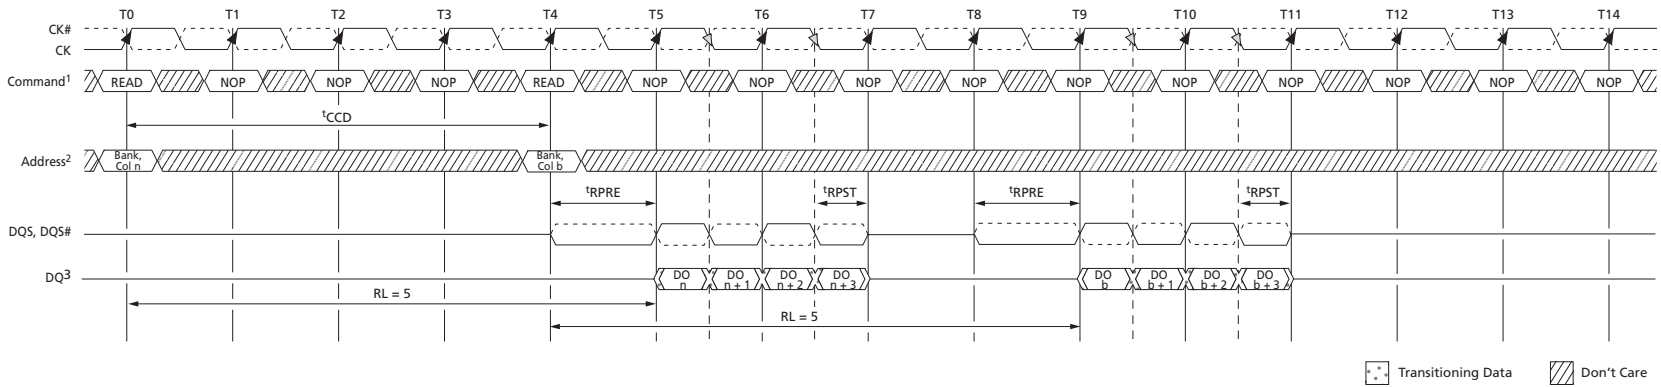 T0 T1 T2 T3 T4 T5 T6 T7 T8 T9 T10 T11 T12 T13 T14
CK#
CK
Command1 READ NOP NOP NOP READ NOP NOP NOP NOP NOP NOP NOP NOP NOP NOP
tCCD
Address2 Bank, Col n Bank, Col b
tRPRE tRPST tRPRE tRPST
DQS, DQS#
DQ3 DO n DO n + 1 DO n + 2 DO n + 3 DO b DO b + 1 DO b + 2 DO b + 3
RL = 5
RL = 5
Transitioning Data Don't Care